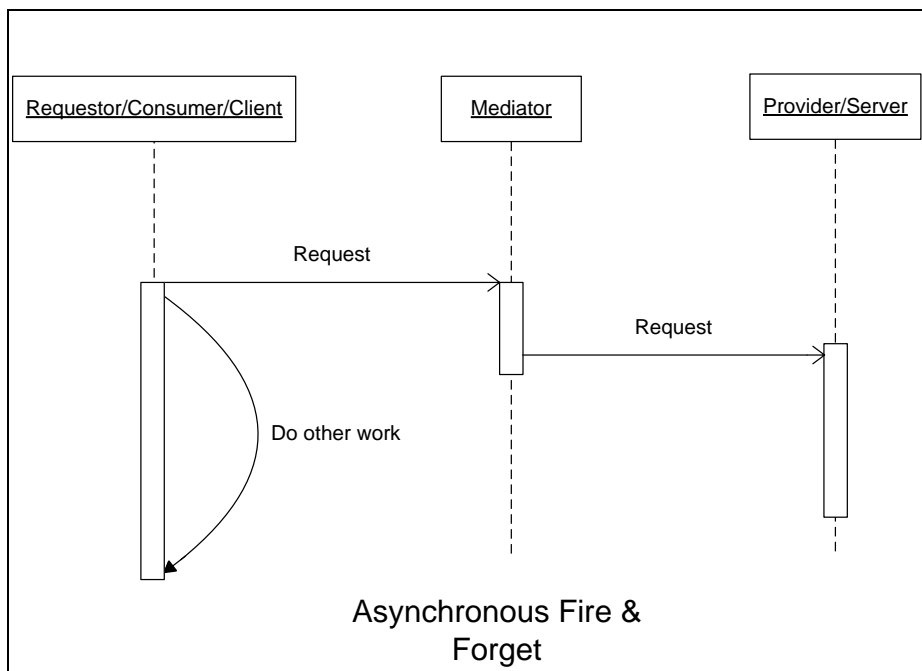 Requestor/Consumer/Client
Mediator
Provider/Server
Request
Request
Do other work
Asynchronous Fire &
Forget